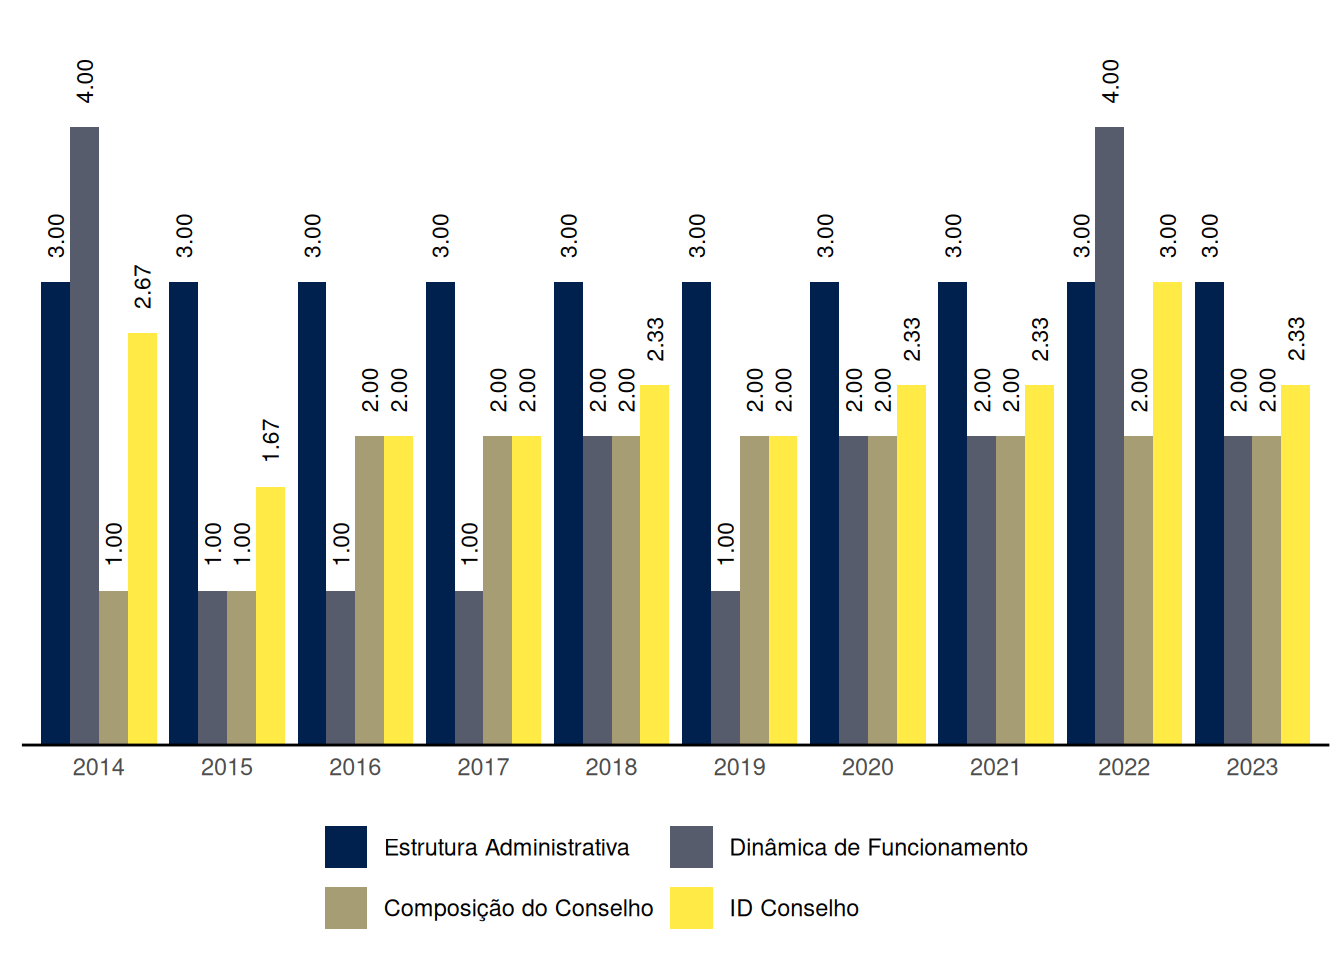 4.00 4.00
3.00 3.00 3.00 3.00 3.00 3.00 3.00 3.00 3.00 3.00 3.00
2.67 2.33 2.33 2.33 2.33
2.00 2.00 2.00 2.00 2.00 2.00 2.00 2.00 2.00 2.00 2.00 2.00 2.00 2.00 2.00
1.67
1.00 1.00 1.00 1.00 1.00 1.00
2014 2015 2016 2017 2018 2019 2020 2021 2022 2023
Estrutura Administrativa Dinâmica de Funcionamento
Composição do Conselho ID Conselho